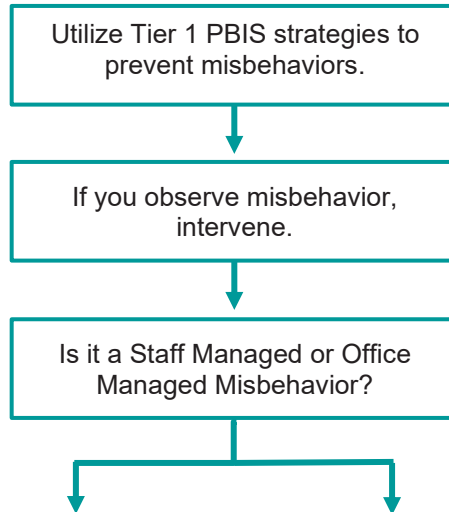 Utilize Tier 1 PBIS strategies to
prevent misbehaviors.
If you observe misbehavior,
intervene.
Is it a Staff Managed or Office
Managed Misbehavior?